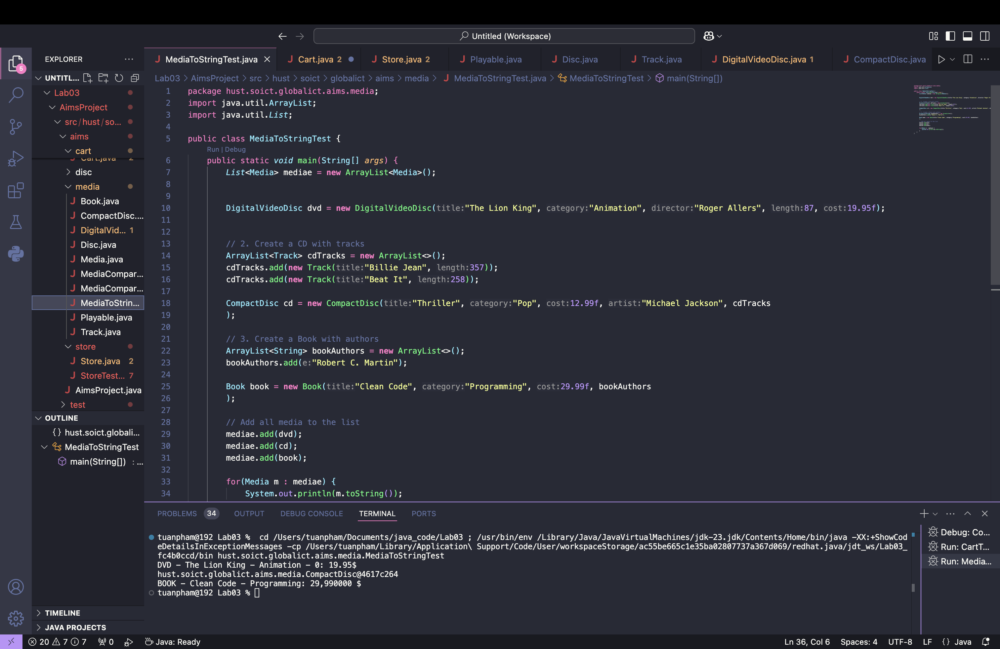 Untitled (Workspace)
EXPLORER
MediaToStringTest.java
Cart.java 2
Store.java 2
Playable.java
Disc.java
Track.java
DigitalVideoDisc.java 1
CompactDisc.java
5
UNTITL...
Lab03 > AimsProject > src > hust > soict > globalict > aims > media > MediaToStringTest.java > MediaToStringTest > main(String[])
Lab03
AimsProject
src/hust/so...
aims
cart
Cart.java 2
disc
media
Book.java
CompactDisc....
DigitalVid... 1
Disc.java
Media.java
MediaCompar...
MediaCompar...
MediaToStrin...
Playable.java
Track.java
store
Store.java 2
StoreTest... 7
AimsProject.java
test
OUTLINE
{} hust.soict.globali...
MediaToStringTest
main(String[]) : ...
TIMELINE
JAVA PROJECTS
1 package hust.soict.globalict.aims.media;
2 import java.util.ArrayList;
3 import java.util.List;
4
5 public class MediaToStringTest {
Run | Debug
6 public static void main(String[] args) {
7 List<Media> mediae = new ArrayList<Media>();
8
9
10 DigitalVideoDisc dvd = new DigitalVideoDisc(title:"The Lion King", category:"Animation", director:"Roger Allers", length:87, cost:19.95f);
11
12
13 // 2. Create a CD with tracks
14 ArrayList<Track> cdTracks = new ArrayList<>();
15 cdTracks.add(new Track(title:"Billie Jean", length:357));
16 cdTracks.add(new Track(title:"Beat It", length:258));
17
18 CompactDisc cd = new CompactDisc(title:"Thriller", category:"Pop", cost:12.99f, artist:"Michael Jackson", cdTracks
19 );
20
21 // 3. Create a Book with authors
22 ArrayList<String> bookAuthors = new ArrayList<>();
23 bookAuthors.add(e:"Robert C. Martin");
24
25 Book book = new Book(title:"Clean Code", category:"Programming", cost:29.99f, bookAuthors
26 );
27
28 // Add all media to the list
29 mediae.add(dvd);
30 mediae.add(cd);
31 mediae.add(book);
32
33 for(Media m : mediae) {
34 System.out.println(m.toString());
PROBLEMS 34 OUTPUT DEBUG CONSOLE TERMINAL PORTS
tuanpham@192 Lab03 % cd /Users/tuanpham/Documents/java_code/Lab03 ; /usr/bin/env /Library/Java/JavaVirtualMachines/jdk-23.jdk/Contents/Home/bin/java -XX:+ShowCod
eDetailsInExceptionMessages -cp /Users/tuanpham/Library/Application\ Support/Code/User/workspaceStorage/ac55be665c1e35ba02807737a367d069/redhat.java/jdt_ws/Lab03_
fc4b0ccd/bin hust.soict.globalict.aims.media.MediaToStringTest
DVD - The Lion King - Animation - 0: 19.95$
hust.soict.globalict.aims.media.CompactDisc@4617c264
BOOK - Clean Code - Programming: 29,990000 $
tuanpham@192 Lab03 %
Debug: Co...
Run: CartT...
Run: Media...
20 7 7 0 Java: Ready
Ln 36, Col 6 Spaces: 4 UTF-8 LF {} Java